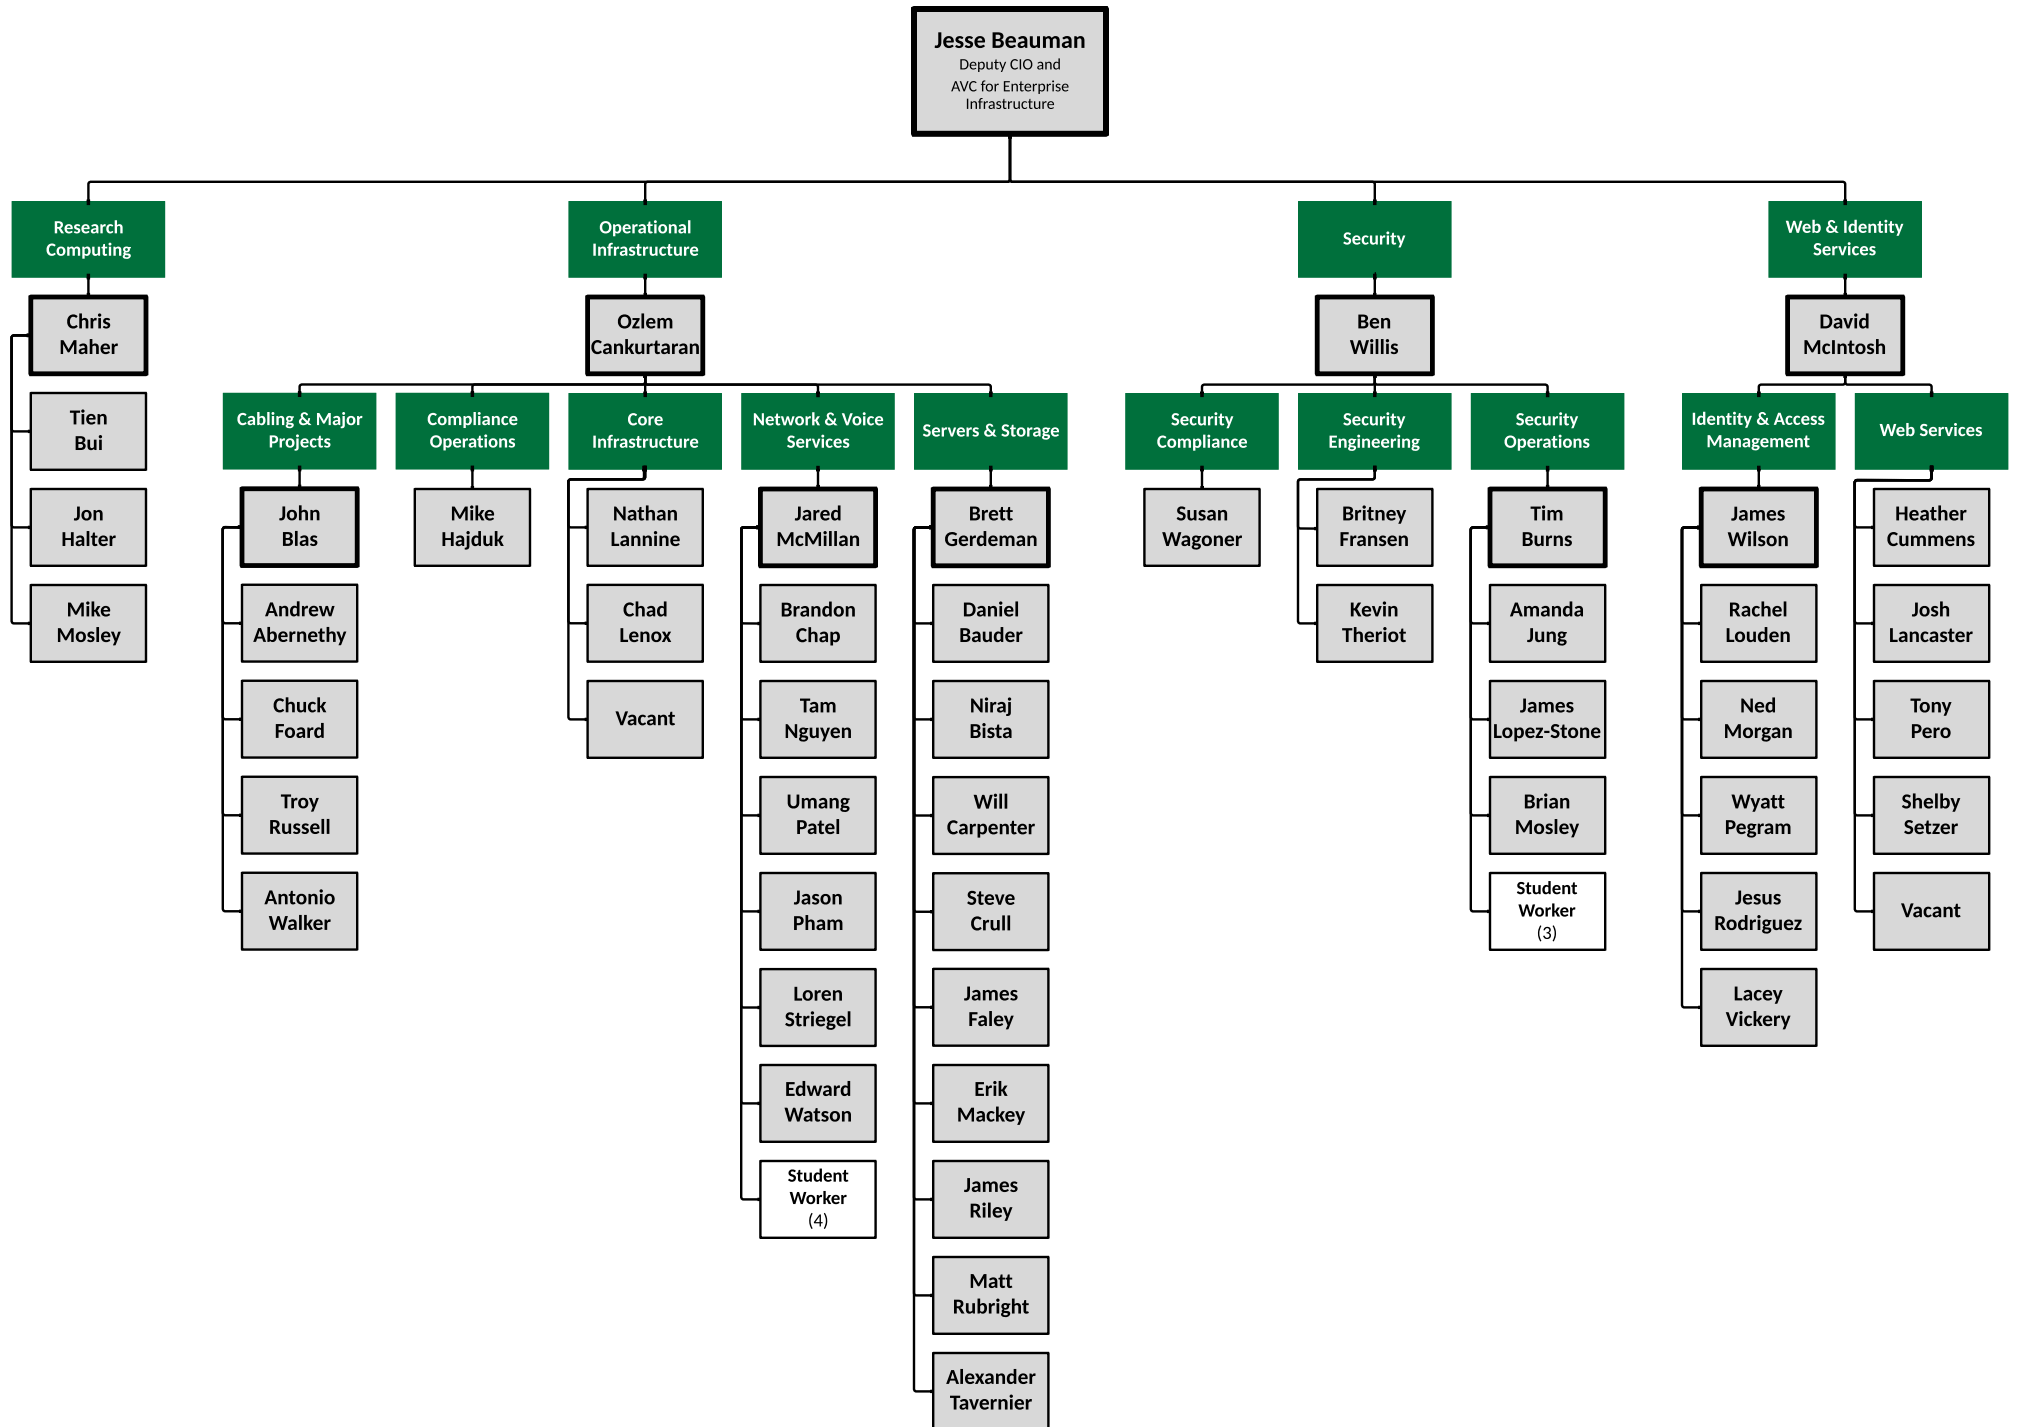 Jesse Beauman
Deputy CIO and
AVC for Enterprise
Infrastructure
Research
Computing
Chris
Maher
Tien
Bui
Jon
Halter
Mike
Mosley
Operational
Infrastructure
Ozlem
Cankurtaran
Cabling & Major
Projects
John
Blas
Andrew
Abernethy
Chuck
Foard
Troy
Russell
Antonio
Walker
Compliance
Operations
Mike
Hajduk
Core
Infrastructure
Nathan
Lannine
Chad
Lenox
Vacant
Network & Voice
Services
Jared
McMillan
Brandon
Chap
Tam
Nguyen
Umang
Patel
Jason
Pham
Loren
Striegel
Edward
Watson
Student
Worker
(4)
Servers & Storage
Brett
Gerdeman
Daniel
Bauder
Niraj
Bista
Will
Carpenter
Steve
Crull
James
Faley
Erik
Mackey
James
Riley
Matt
Rubright
Alexander
Tavernier
Security
Ben
Willis
Security
Compliance
Susan
Wagoner
Security
Engineering
Britney
Fransen
Kevin
Theriot
Security
Operations
Tim
Burns
Amanda
Jung
James
Lopez-Stone
Brian
Mosley
Student
Worker
(3)
Web & Identity
Services
David
McIntosh
Identity & Access
Management
James
Wilson
Rachel
Louden
Ned
Morgan
Wyatt
Pegram
Jesus
Rodriguez
Lacey
Vickery
Web Services
Heather
Cummens
Josh
Lancaster
Tony
Pero
Shelby
Setzer
Vacant